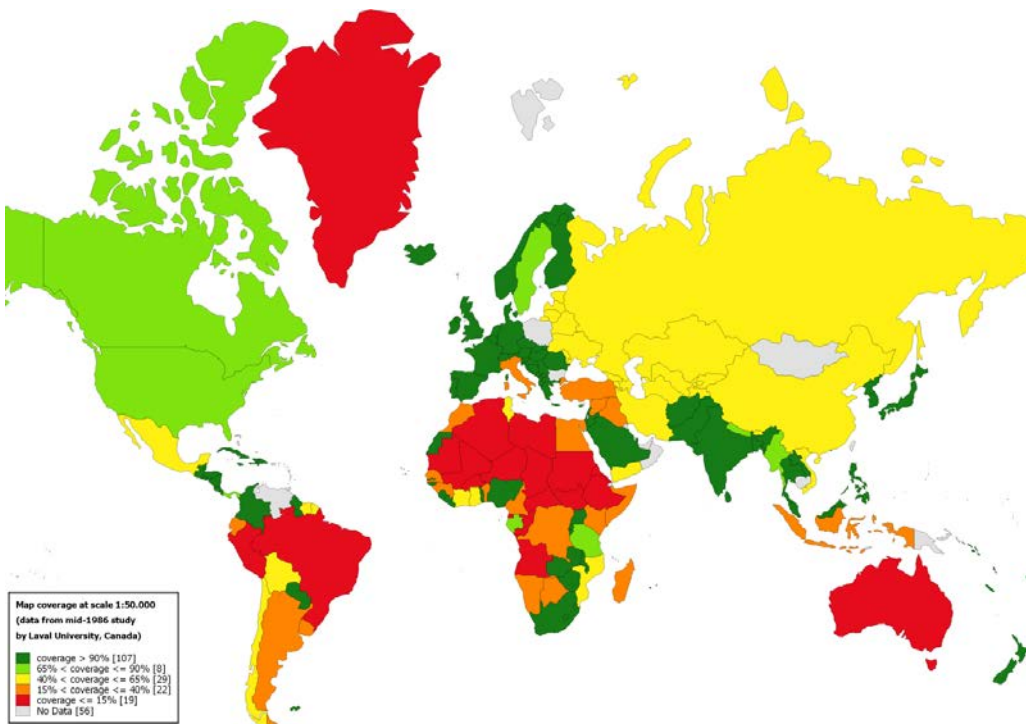 Map coverage at scale 1:50.000
(data from mid-1986 study
by Laval University, Canada)
coverage > 90% [107]
65% < coverage <= 90% [8]
40% < coverage <= 65% [29]
15% < coverage <= 40% [22]
coverage <= 15% [19]
No Data [56]